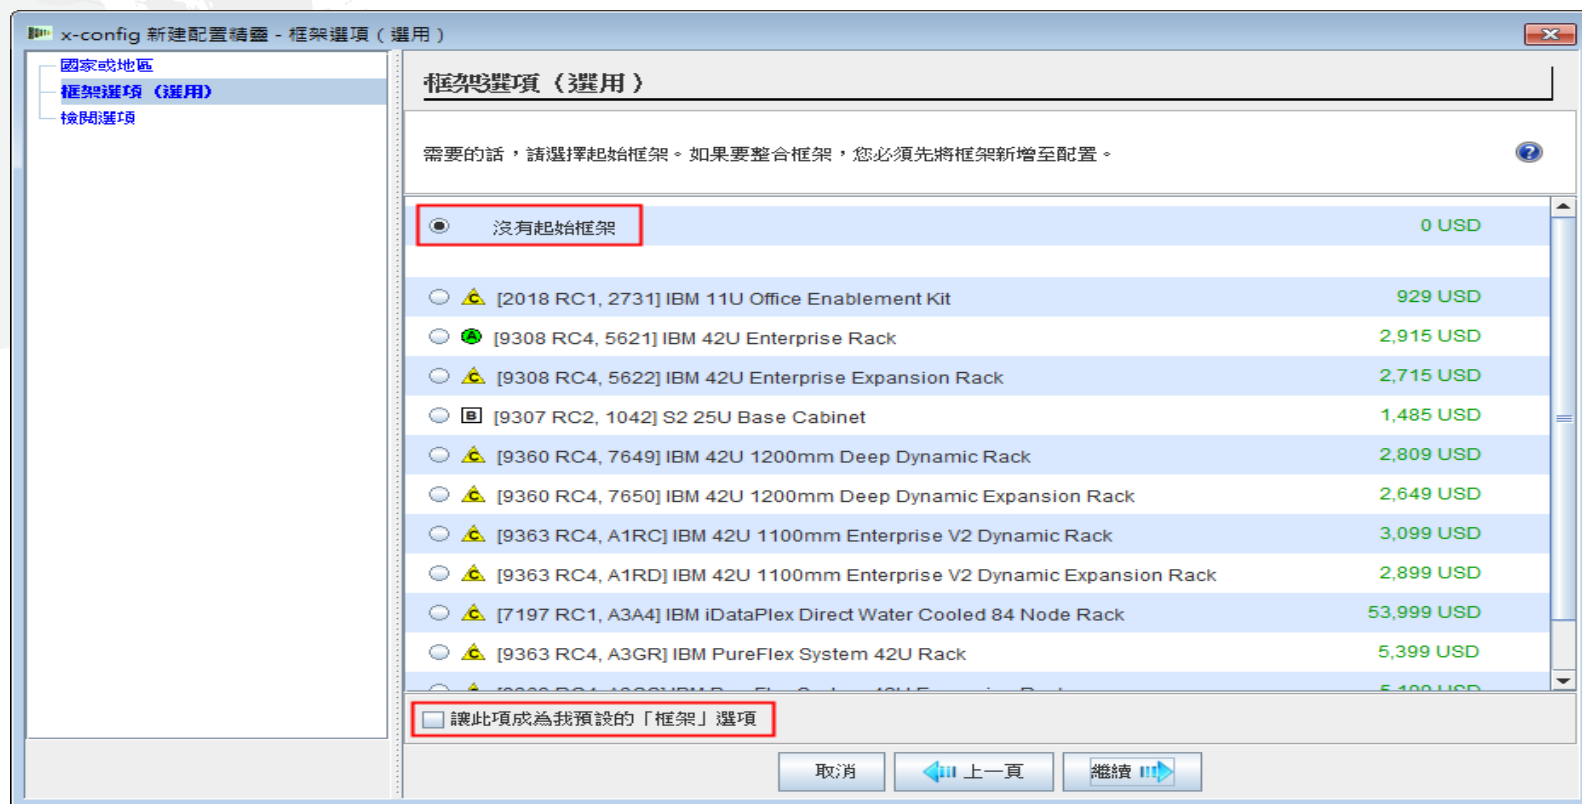 x-config 新建配置精靈 - 框架選項（選用）
國家或地區
框架選項（選用）
檢閱選項
框架選項（選用）
需要的話，請選擇起始框架。如果要整合框架，您必須先將框架新增至配置。
沒有起始框架 0 USD
C [2018 RC1, 2731] IBM 11U Office Enablement Kit 929 USD
A [9308 RC4, 5621] IBM 42U Enterprise Rack 2,915 USD
C [9308 RC4, 5622] IBM 42U Enterprise Expansion Rack 2,715 USD
B [9307 RC2, 1042] S2 25U Base Cabinet 1,485 USD
C [9360 RC4, 7649] IBM 42U 1200mm Deep Dynamic Rack 2,809 USD
C [9360 RC4, 7650] IBM 42U 1200mm Deep Dynamic Expansion Rack 2,649 USD
C [9363 RC4, A1RC] IBM 42U 1100mm Enterprise V2 Dynamic Rack 3,099 USD
C [9363 RC4, A1RD] IBM 42U 1100mm Enterprise V2 Dynamic Expansion Rack 2,899 USD
C [7197 RC1, A3A4] IBM iDataPlex Direct Water Cooled 84 Node Rack 53,999 USD
C [9363 RC4, A3GR] IBM PureFlex System 42U Rack 5,399 USD
讓此項成為我預設的「框架」選項
取消 上一頁 繼續